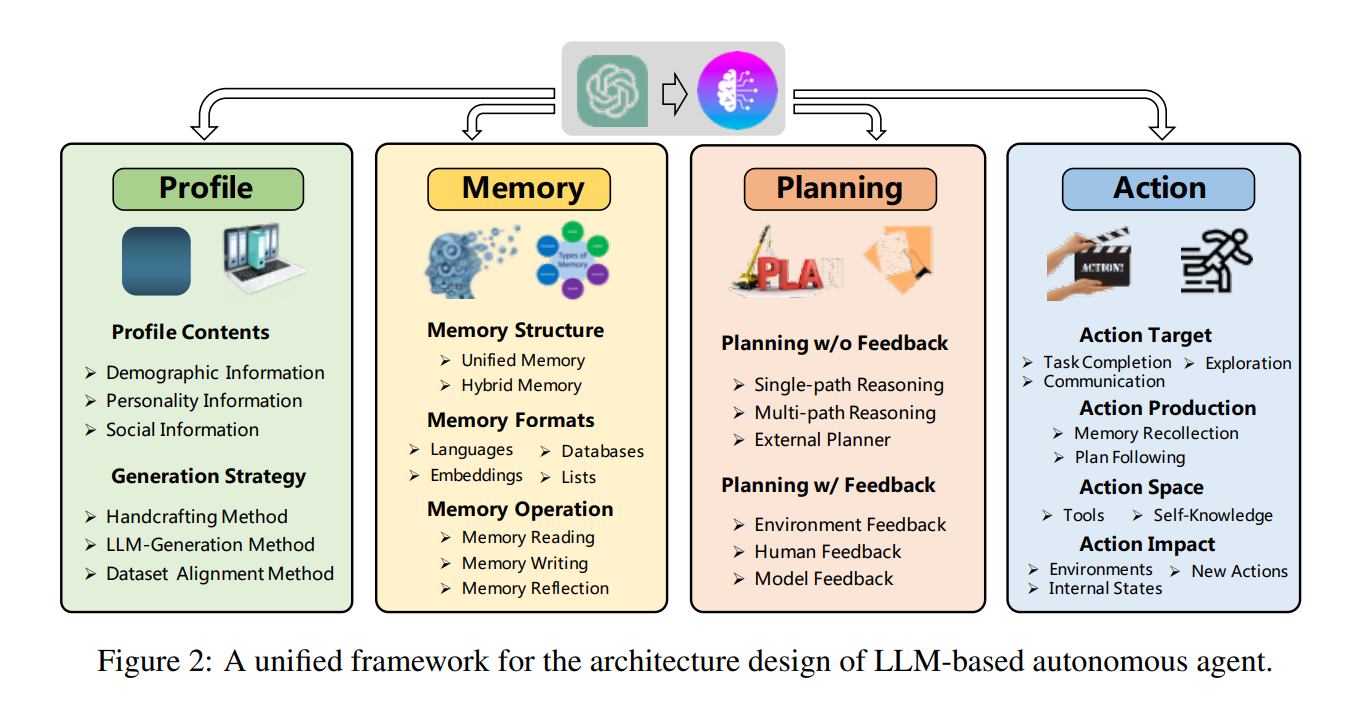 Profile
Profile Contents
Demographic Information
Personality Information
Social Information
Generation Strategy
Handcrafting Method
LLM-Generation Method
Dataset Alignment Method
Memory
Types of
Memory
Memory Structure
Unified Memory
Hybrid Memory
Memory Formats
Languages
Databases
Embeddings
Lists
Memory Operation
Memory Reading
Memory Writing
Memory Reflection
Planning
PLA
Planning w/o Feedback
Single-path Reasoning
Multi-path Reasoning
External Planner
Planning w/ Feedback
Environment Feedback
Human Feedback
Model Feedback
Action
ACTION!
Action Target
Task Completion
Exploration
Communication
Action Production
Memory Recollection
Plan Following
Action Space
Tools
Self-Knowledge
Action Impact
Environments
New Actions
Internal States
Figure 2: A unified framework for the architecture design of LLM-based autonomous agent.